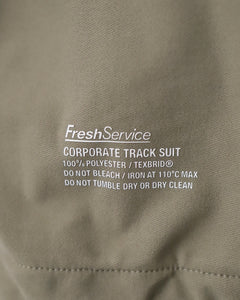 FreshService
CORPORATE TRACK SUIT
100% POLYESTER / TEXBRID®
DO NOT BLEACH / IRON AT 110°C MAX
DO NOT TUMBLE DRY OR DRY CLEAN